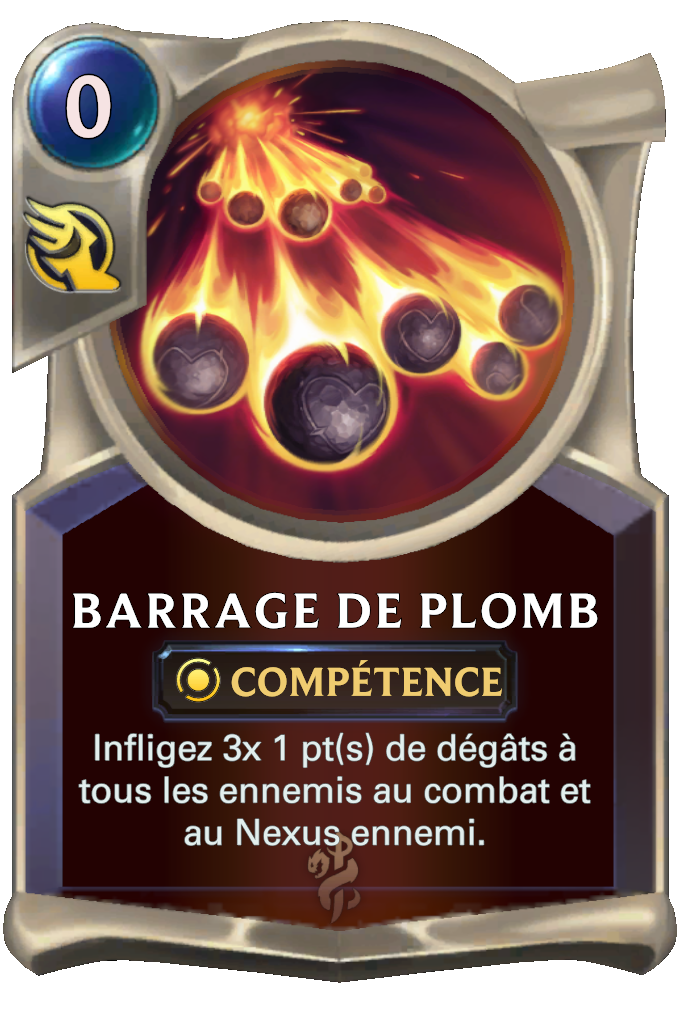 0
BARRAGE DE PLOMB
COMPÉTENCE
Infligez 3x 1 pt(s) de dégâts à
tous les ennemis au combat et
au Nexus ennemi.